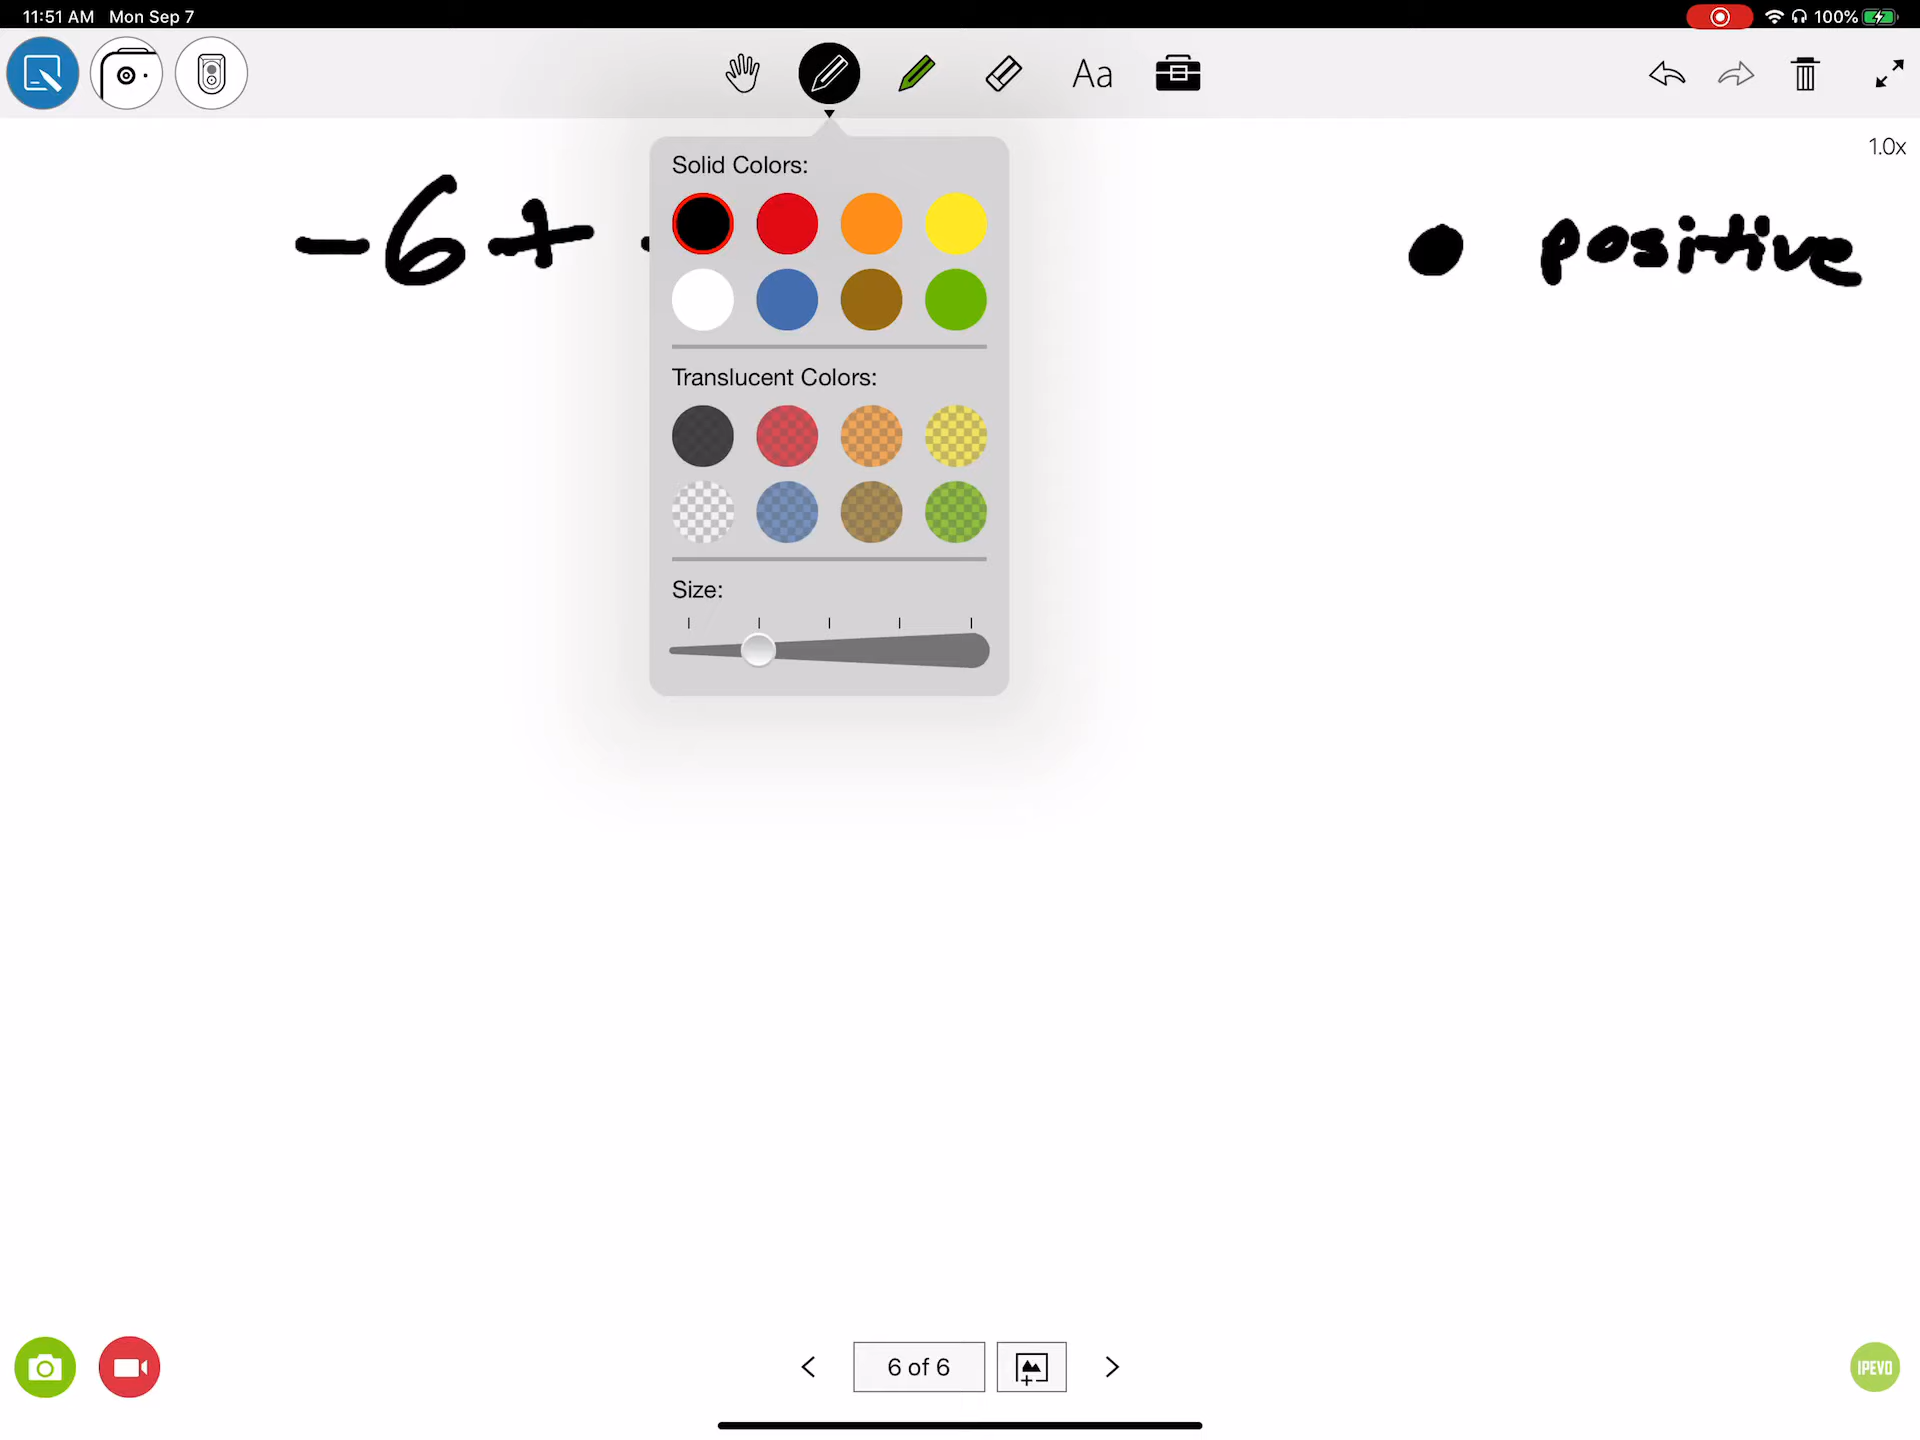 11:51 AM Mon Sep 7
100%
Aa
1.0x
Solid Colors:
-6+ -
● positive
Translucent Colors:
Size:
6 of 6
IPEVO